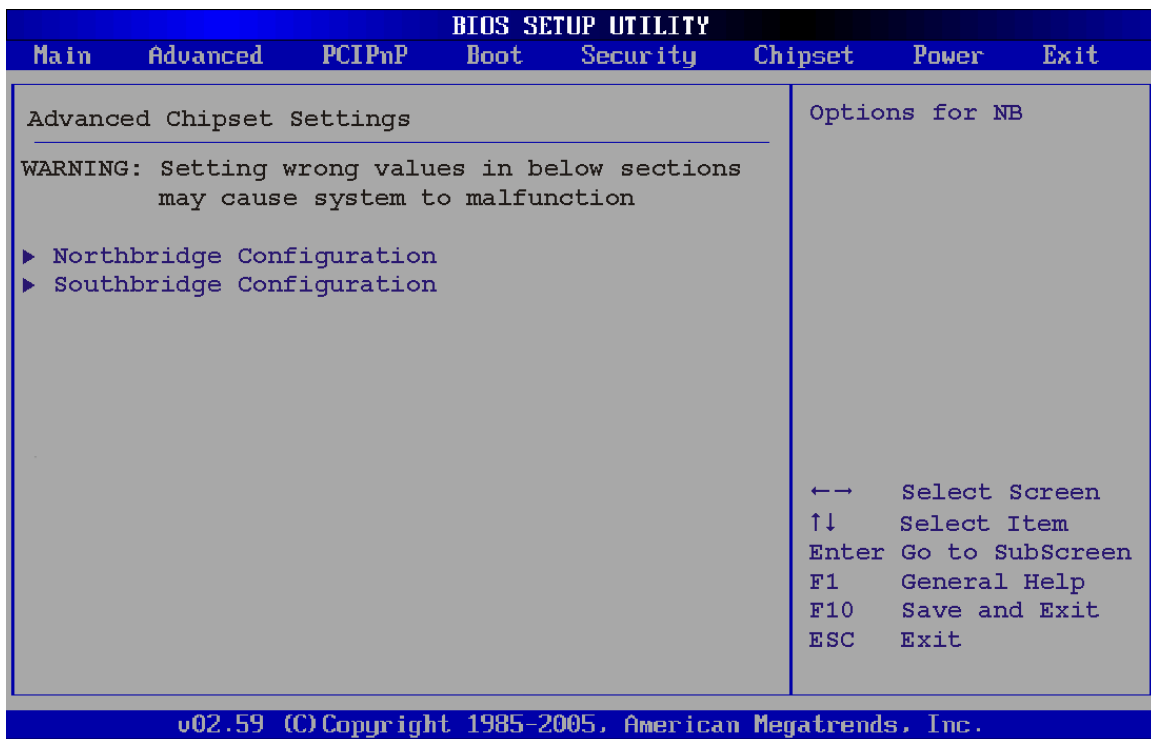 BIOS SETUP UTILITY
Main Advanced PCIPnP Boot Security Chipset Power Exit
Advanced Chipset Settings
WARNING: Setting wrong values in below sections
may cause system to malfunction
▶ Northbridge Configuration
▶ Southbridge Configuration
Options for NB
←→ Select Screen
↑↓ Select Item
Enter Go to SubScreen
F1 General Help
F10 Save and Exit
ESC Exit
v02.59 (C)Copyright 1985-2005, American Megatrends, Inc.